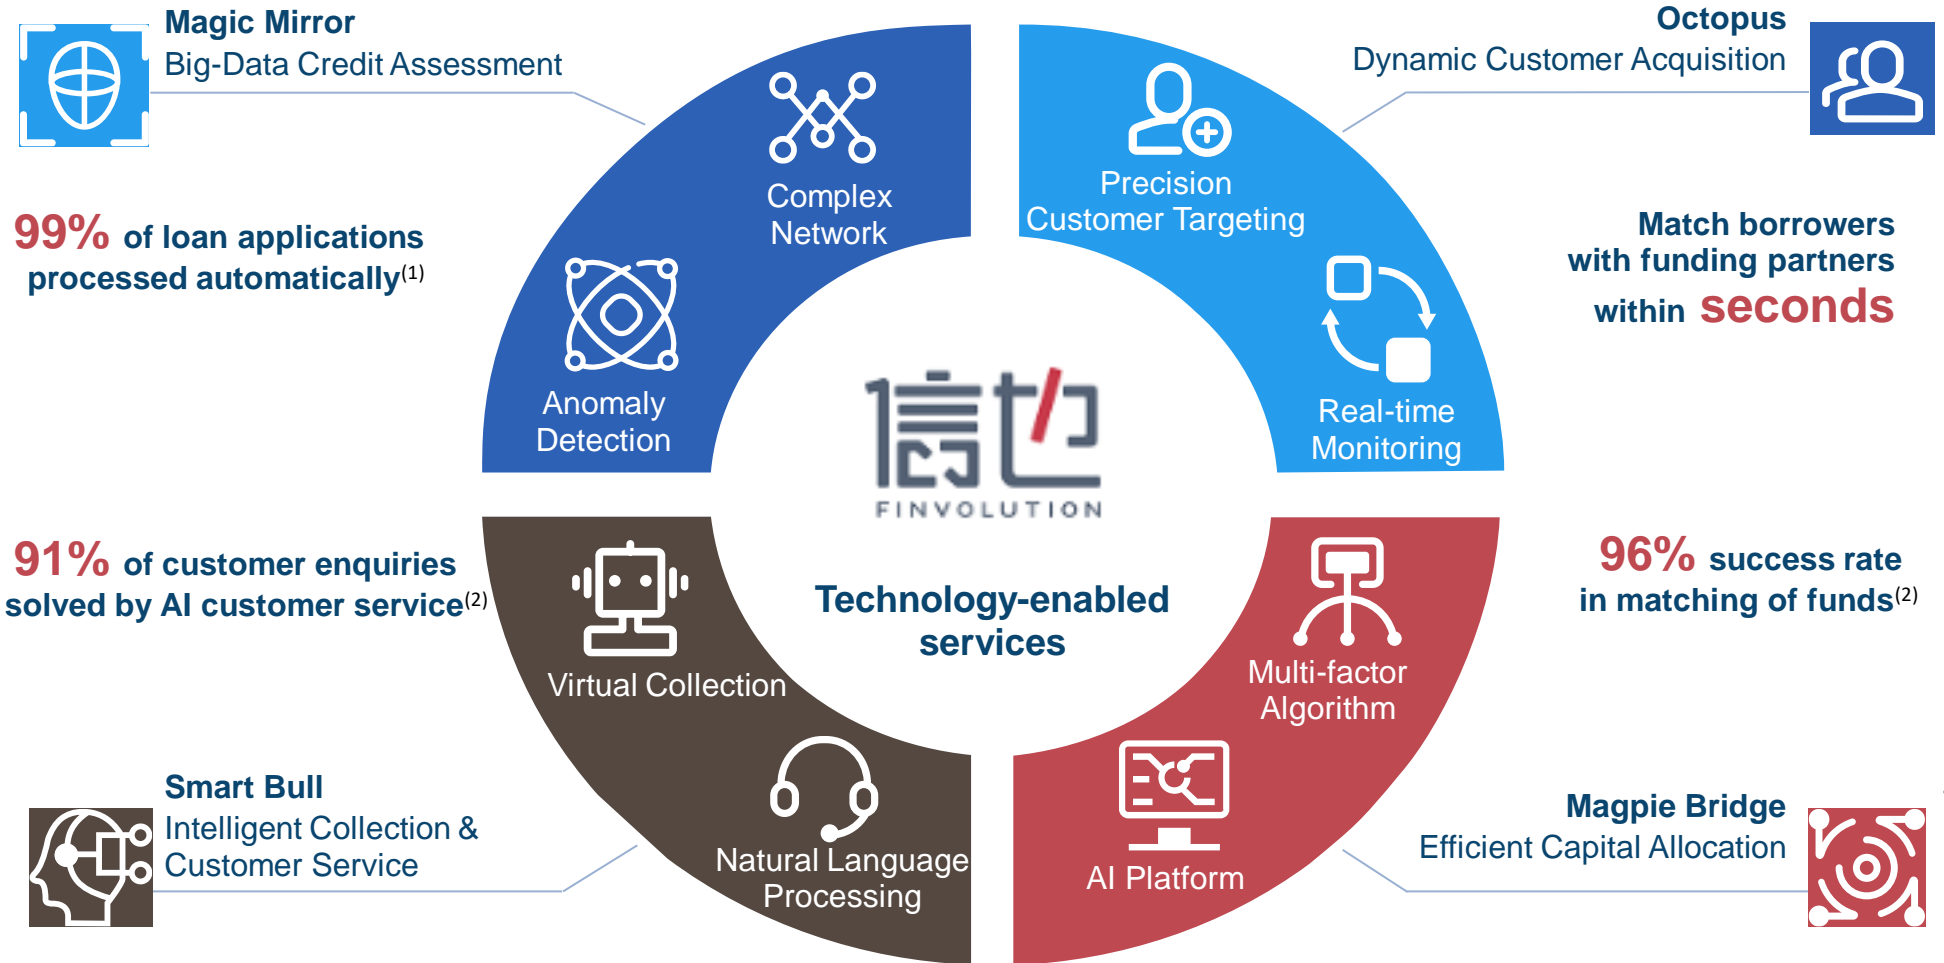 Magic Mirror
Big-Data Credit Assessment
Octopus
Dynamic Customer Acquisition
Complex
Network
Precision
Customer Targeting
99% of loan applications
processed automatically(1)
Match borrowers
with funding partners
within seconds
Anomaly
Detection
Real-time
Monitoring
信也
FINVOLUTION
Technology-enabled
services
91% of customer enquiries
solved by AI customer service(2)
96% success rate
in matching of funds(2)
Virtual Collection
Multi-factor
Algorithm
Smart Bull
Intelligent Collection &
Customer Service
Natural Language
Processing
AI Platform
Magpie Bridge
Efficient Capital Allocation